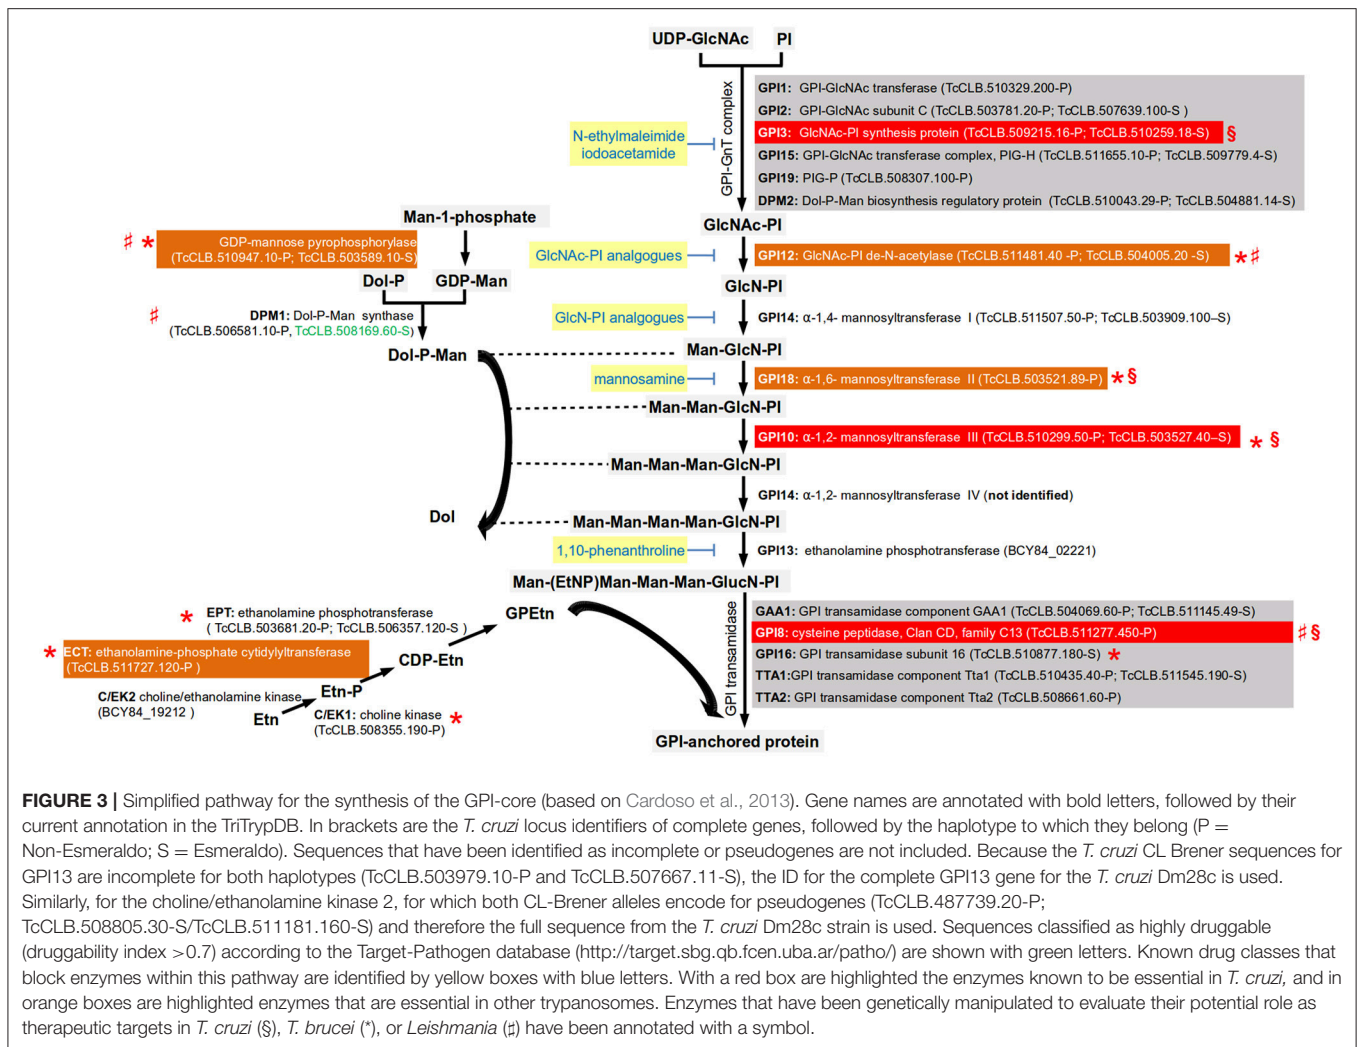 UDP-GlcNAc PI
GPI-GnT complex
GPI1: GPI-GlcNAc transferase (TcCLB.510329.200-P)
GPI2: GPI-GlcNAc subunit C (TcCLB.503781.20-P; TcCLB.507639.100-S )
GPI3: GlcNAc-PI synthesis protein (TcCLB.509215.16-P; TcCLB.510259.18-S) §
GPI15: GPI-GlcNAc transferase complex, PIG-H (TcCLB.511655.10-P; TcCLB.509779.4-S)
GPI19: PIG-P (TcCLB.508307.100-P)
DPM2: Dol-P-Man biosynthesis regulatory protein (TcCLB.510043.29-P; TcCLB.504881.14-S)
N-ethylmaleimide
iodoacetamide
Man-1-phosphate
GlcNAc-PI
♯ * GDP-mannose pyrophosphorylase
(TcCLB.510947.10-P; TcCLB.503589.10-S)
GlcNAc-PI analgogues
GPI12: GlcNAc-PI de-N-acetylase (TcCLB.511481.40 -P; TcCLB.504005.20 -S) * ♯
Dol-P GDP-Man
GlcN-PI
♯ DPM1: Dol-P-Man synthase
(TcCLB.506581.10-P, TcCLB.508169.60-S)
GlcN-PI analgogues
GPI14: α-1,4- mannosyltransferase I (TcCLB.511507.50-P; TcCLB.503909.100–S)
Dol-P-Man
Man-GlcN-PI
mannosamine
GPI18: α-1,6- mannosyltransferase II (TcCLB.503521.89-P) * §
Man-Man-GlcN-PI
GPI10: α-1,2- mannosyltransferase III (TcCLB.510299.50-P; TcCLB.503527.40–S) * §
Man-Man-Man-GlcN-PI
GPI14: α-1,2- mannosyltransferase IV (not identified)
Dol
Man-Man-Man-Man-GlcN-PI
1,10-phenanthroline
GPI13: ethanolamine phosphotransferase (BCY84_02221)
Man-(EtNP)Man-Man-Man-GlucN-PI
GPI transamidase
GAA1: GPI transamidase component GAA1 (TcCLB.504069.60-P; TcCLB.511145.49-S)
GPI8: cysteine peptidase, Clan CD, family C13 (TcCLB.511277.450-P) ♯ §
GPI16: GPI transamidase subunit 16 (TcCLB.510877.180-S) *
TTA1:GPI transamidase component Tta1 (TcCLB.510435.40-P; TcCLB.511545.190-S)
TTA2: GPI transamidase component Tta2 (TcCLB.508661.60-P)
* EPT: ethanolamine phosphotransferase
( TcCLB.503681.20-P; TcCLB.506357.120-S )
GPEtn
* ECT: ethanolamine-phosphate cytidylyltransferase
(TcCLB.511727.120-P )
CDP-Etn
C/EK2 choline/ethanolamine kinase
(BCY84_19212 )
Etn-P
Etn
C/EK1: choline kinase *
(TcCLB.508355.190-P)
GPI-anchored protein
FIGURE 3 | Simplified pathway for the synthesis of the GPI-core (based on Cardoso et al., 2013). Gene names are annotated with bold letters, followed by their
current annotation in the TriTrypDB. In brackets are the T. cruzi locus identifiers of complete genes, followed by the haplotype to which they belong (P =
Non-Esmeraldo; S = Esmeraldo). Sequences that have been identified as incomplete or pseudogenes are not included. Because the T. cruzi CL Brener sequences for
GPI13 are incomplete for both haplotypes (TcCLB.503979.10-P and TcCLB.507667.11-S), the ID for the complete GPI13 gene for the T. cruzi Dm28c is used.
Similarly, for the choline/ethanolamine kinase 2, for which both CL-Brener alleles encode for pseudogenes (TcCLB.487739.20-P;
TcCLB.508805.30-S/TcCLB.511181.160-S) and therefore the full sequence from the T. cruzi Dm28c strain is used. Sequences classified as highly druggable
(druggability index >0.7) according to the Target-Pathogen database (http://target.sbg.qb.fcen.uba.ar/patho/) are shown with green letters. Known drug classes that
block enzymes within this pathway are identified by yellow boxes with blue letters. With a red box are highlighted the enzymes known to be essential in T. cruzi, and in
orange boxes are highlighted enzymes that are essential in other trypanosomes. Enzymes that have been genetically manipulated to evaluate their potential role as
therapeutic targets in T. cruzi (§), T. brucei (*), or Leishmania (♯) have been annotated with a symbol.